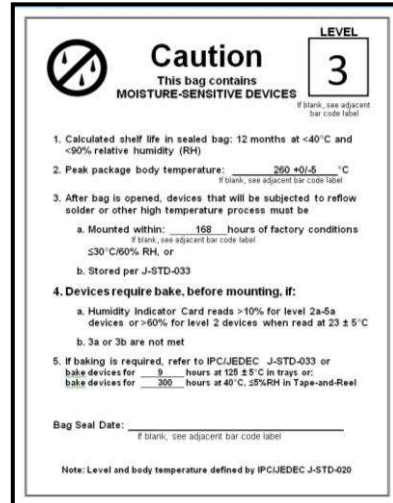 LEVEL
3
Caution
This bag contains
MOISTURE-SENSITIVE DEVICES
If blank, see adjacent
bar code label
1. Calculated shelf life in sealed bag: 12 months at <40°C and
<90% relative humidity (RH)
2. Peak package body temperature: 260 +0/-5 °C
If blank, see adjacent bar code label
3. After bag is opened, devices that will be subjected to reflow
solder or other high temperature process must be
a. Mounted within: 168 hours of factory conditions
If blank, see adjacent bar code label
≤30°C/60% RH, or
b. Stored per J-STD-033
4. Devices require bake, before mounting, if:
a. Humidity Indicator Card reads >10% for level 2a-5a
devices or >60% for level 2 devices when read at 23 ± 5°C
b. 3a or 3b are not met
5. If baking is required, refer to IPC/JEDEC J-STD-033 or
bake devices for 9 hours at 125 ± 5°C in trays or;
bake devices for 300 hours at 40°C, ≤5%RH in Tape-and-Reel
Bag Seal Date:
If blank, see adjacent bar code label
Note: Level and body temperature defined by IPC/JEDEC J-STD-020